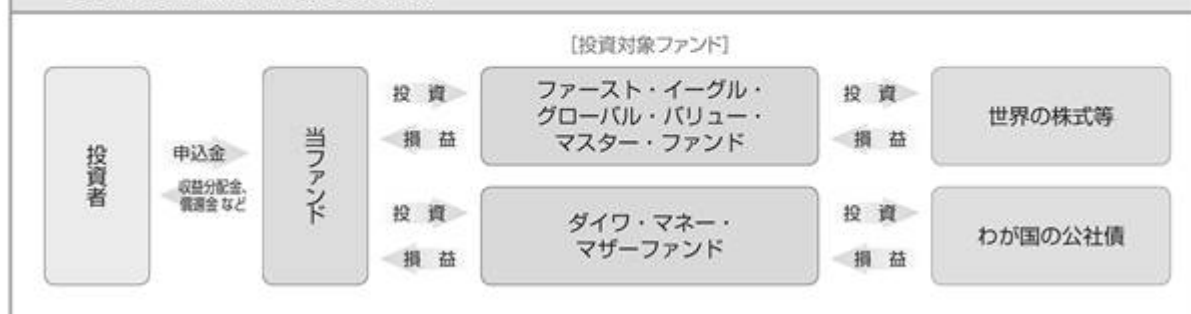 [投資対象ファンド]
投資者
申込金
収益分配金、
償還金 など
当ファンド
投 資
損 益
ファースト・イーグル・
グローバル・バリュー・
マスター・ファンド
投 資
損 益
世界の株式等
投 資
損 益
ダイワ・マネー・
マザーファンド
投 資
損 益
わが国の公社債